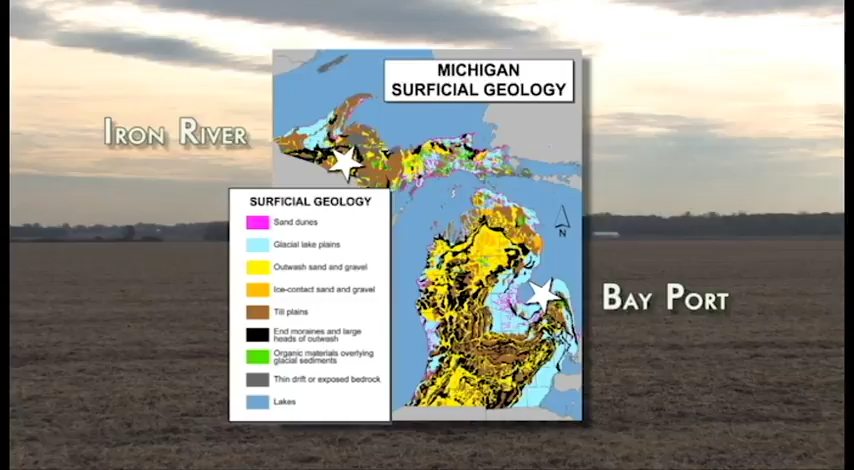 MICHIGAN
SURFICIAL GEOLOGY
IRON RIVER
SURFICIAL GEOLOGY
Sand dunes
Glacial lake plains
Outwash sand and gravel
Ice-contact sand and gravel
Till plains
End moraines and large
heads of outwash
Organic materials overlying
glacial sediments
Thin drift or exposed bedrock
Lakes
N
BAY PORT